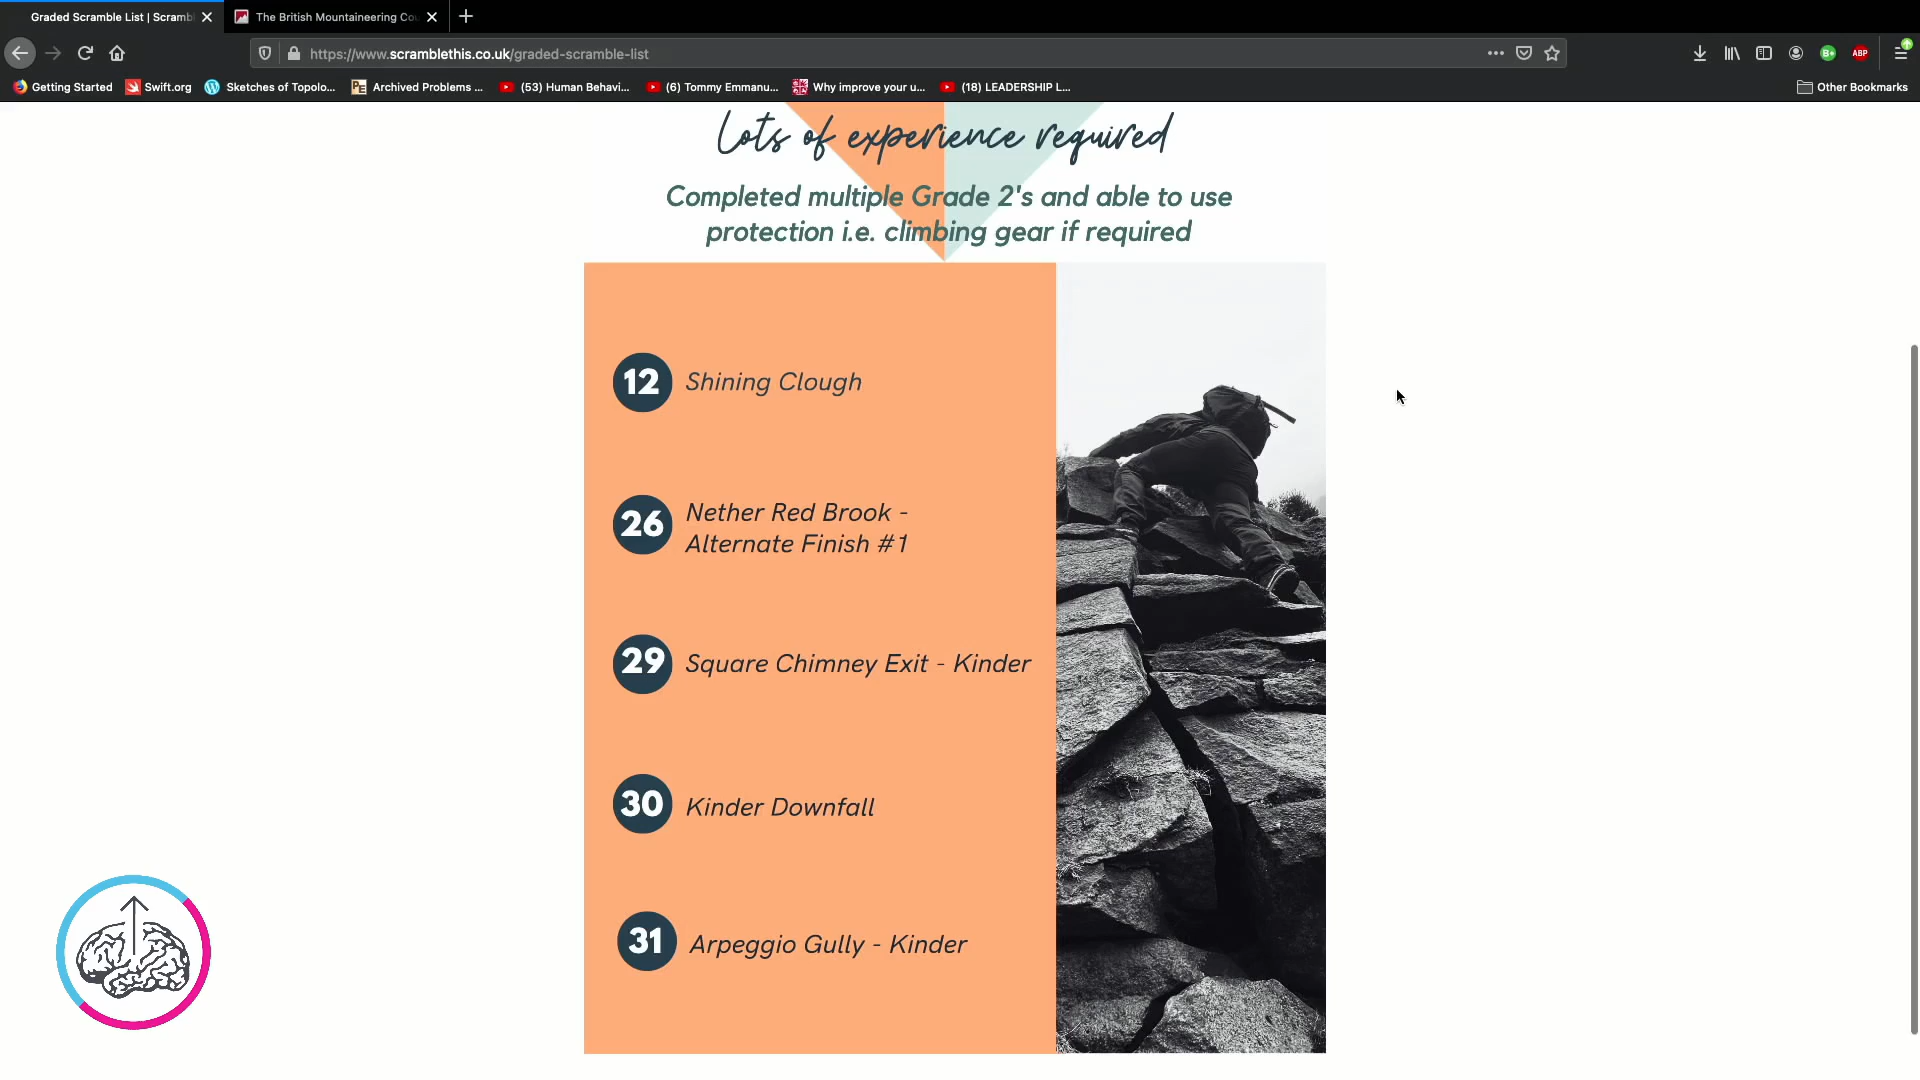 Graded Scramble List | Scramb
The British Mountaineering Cou
https://www.scramblethis.co.uk/graded-scramble-list
Getting Started
Swift.org
Sketches of Topolo...
Archived Problems ...
(53) Human Behavi...
(6) Tommy Emmanu...
Why improve your u...
(18) LEADERSHIP L...
Other Bookmarks
B+
ABP
Lots of experience required
Completed multiple Grade 2's and able to use
protection i.e. climbing gear if required
12 Shining Clough
26 Nether Red Brook -
Alternate Finish #1
29 Square Chimney Exit - Kinder
30 Kinder Downfall
31 Arpeggio Gully - Kinder